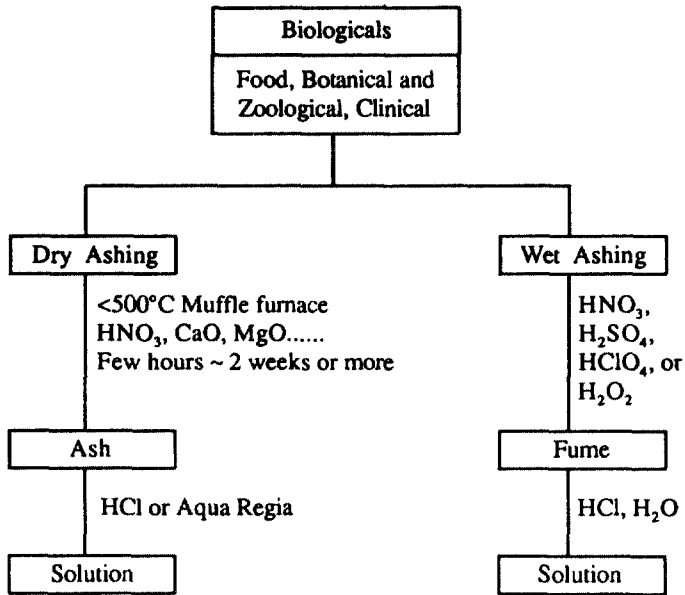 Biologicals
Food, Botanical and
Zoological, Clinical
Dry Ashing
<500°C Muffle furnace
HNO₃, CaO, MgO......
Few hours ~ 2 weeks or more
Ash
HCl or Aqua Regia
Solution
Wet Ashing
HNO₃,
H₂SO₄,
HClO₄, or
H₂O₂
Fume
HCl, H₂O
Solution